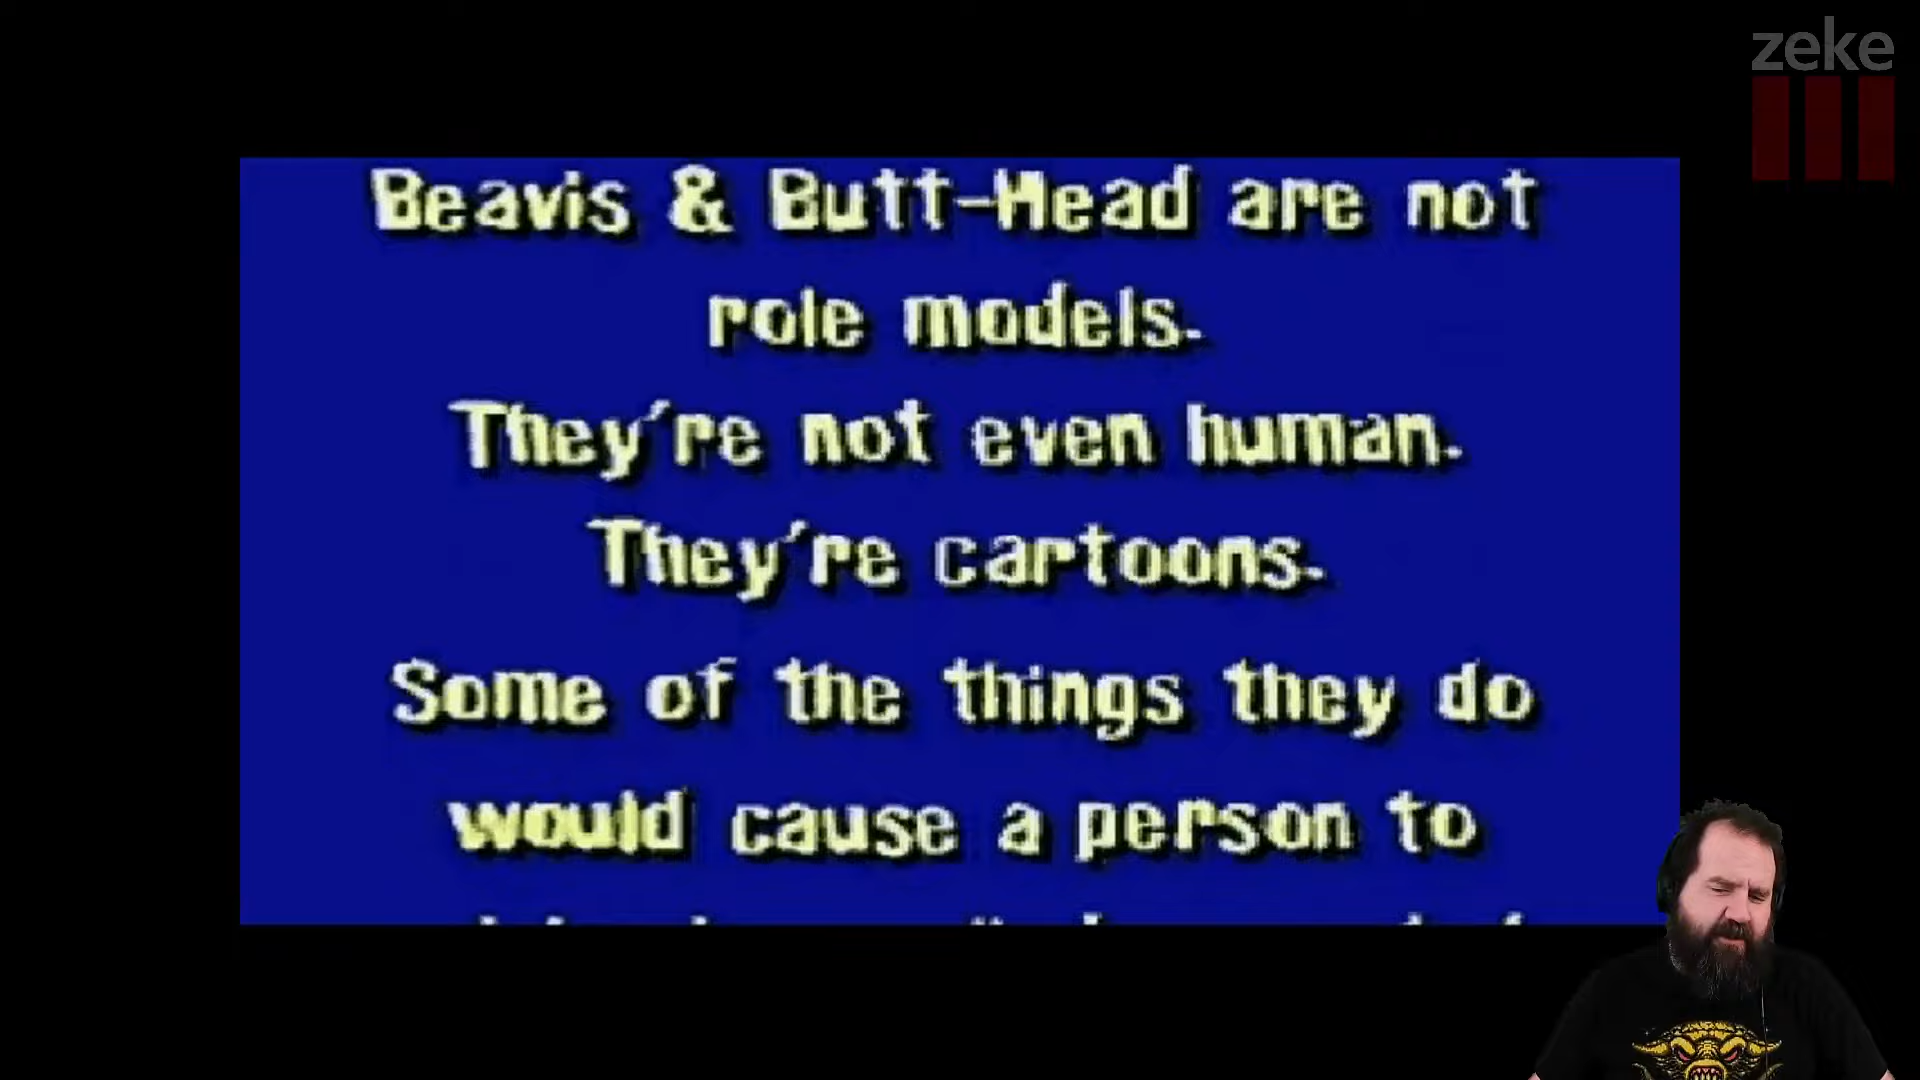 zeke
Beavis & Butt-Head are not
role models.
They're not even human.
They're cartoons.
Some of the things they do
would cause a person to